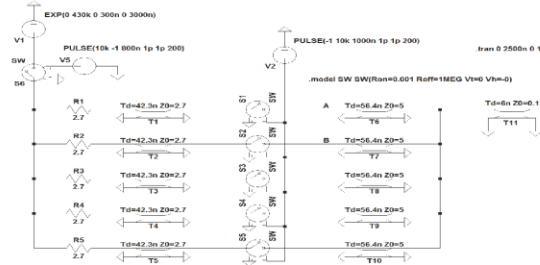 EXP(0 430k 0 300n 0 3000n)
V1
PULSE(10k -1 800n 1p 1p 200)
SW
V5
S6
PULSE(-1 10k 1000n 1p 1p 200)
V2
.tran 0 2500n 0 1
.model SW SW(Ron=0.001 Roff=1MEG Vt=0 Vh=-0)
R1
2.7
Td=42.3n Z0=2.7
T1
S1
SW
A
Td=56.4n Z0=5
T6
Td=6n Z0=0.1
T11
R2
2.7
Td=42.3n Z0=2.7
T2
S2
SW
B
Td=56.4n Z0=5
T7
R3
2.7
Td=42.3n Z0=2.7
T3
S3
SW
Td=56.4n Z0=5
T8
R4
2.7
Td=42.3n Z0=2.7
T4
S4
SW
Td=56.4n Z0=5
T9
R5
2.7
Td=42.3n Z0=2.7
T5
S5
SW
Td=56.4n Z0=5
T10